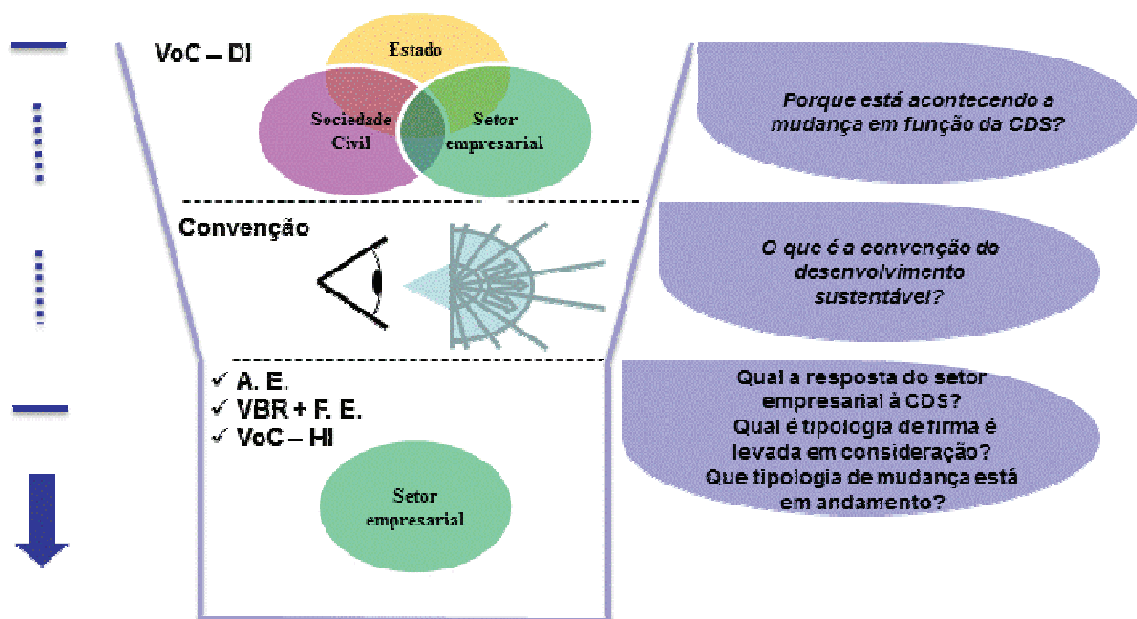 VoC – DI
Estado
Sociedade
Civil
Setor
empresarial
Porque está acontecendo a
mudança em função da CDS?
Convenção
O que é a convenção do
desenvolvimento
sustentável?
✓ A. E.
✓ VBR + F. E.
✓ VoC – HI
Setor
empresarial
Qual a resposta do setor
empresarial à CDS?
Qual é tipologia de firma é
levada em consideração?
Que tipologia de mudança está
em andamento?